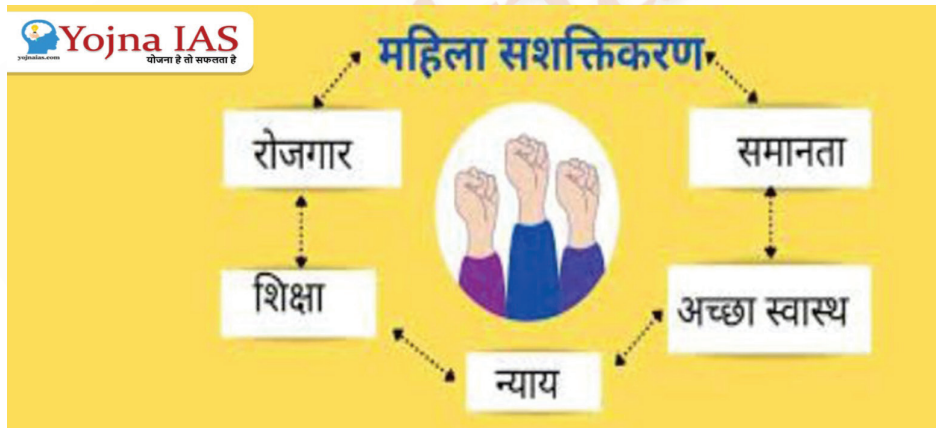 Yojna IAS
yojnaias.com
योजना है तो सफलता है
महिला सशक्तिकरण
रोजगार
समानता
शिक्षा
अच्छा स्वास्थ
न्याय